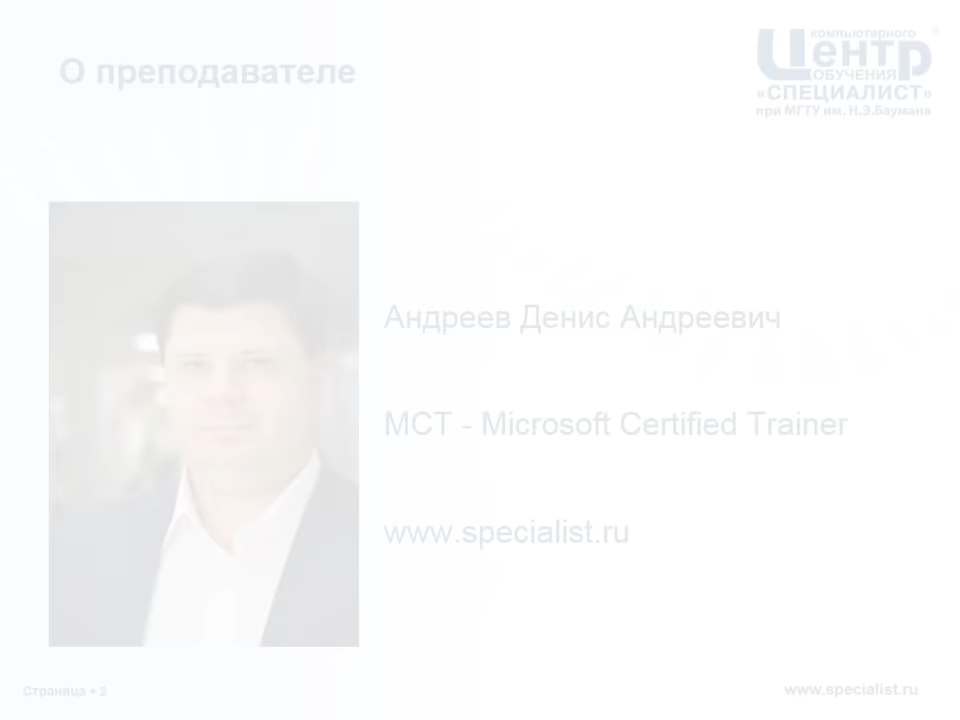 О преподавателе
компьютерного
Центр
ОБУЧЕНИЯ
«СПЕЦИАЛИСТ»
при МГТУ им. Н.Э.Баумана
Андреев Денис Андреевич
MCT - Microsoft Certified Trainer
www.specialist.ru
Страница • 2
www.specialist.ru